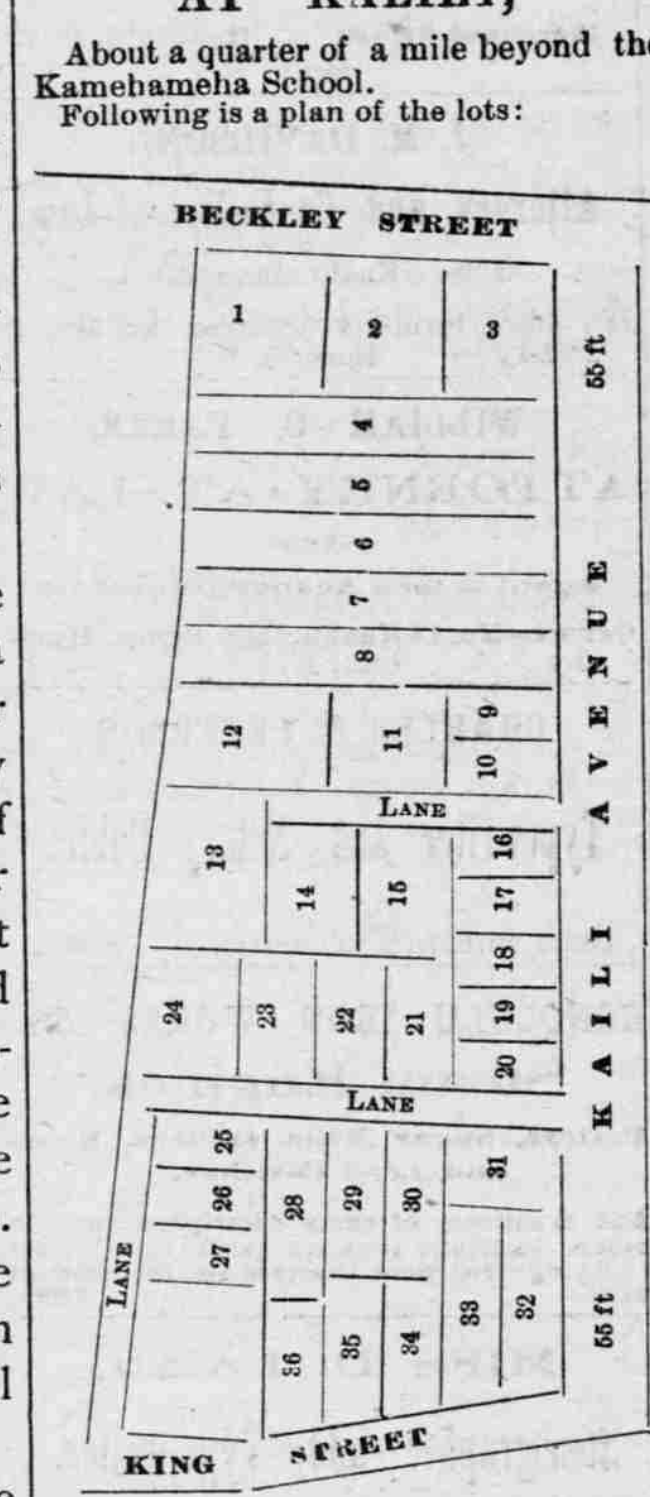 AT KALIHI,
About a quarter of a mile beyond the
Kamehameha School.
Following is a plan of the lots:
BECKLEY STREET
1 2 3
55 ft
4
5
6
7
8
9
12 11
10
LANE
KAILI AVENUE
13 14 15 16
17
18
24 23 22 21 19
20
LANE
25
26 28 29 30 31
27
LANE
33 32
36 35 34
55 ft
KING STREET